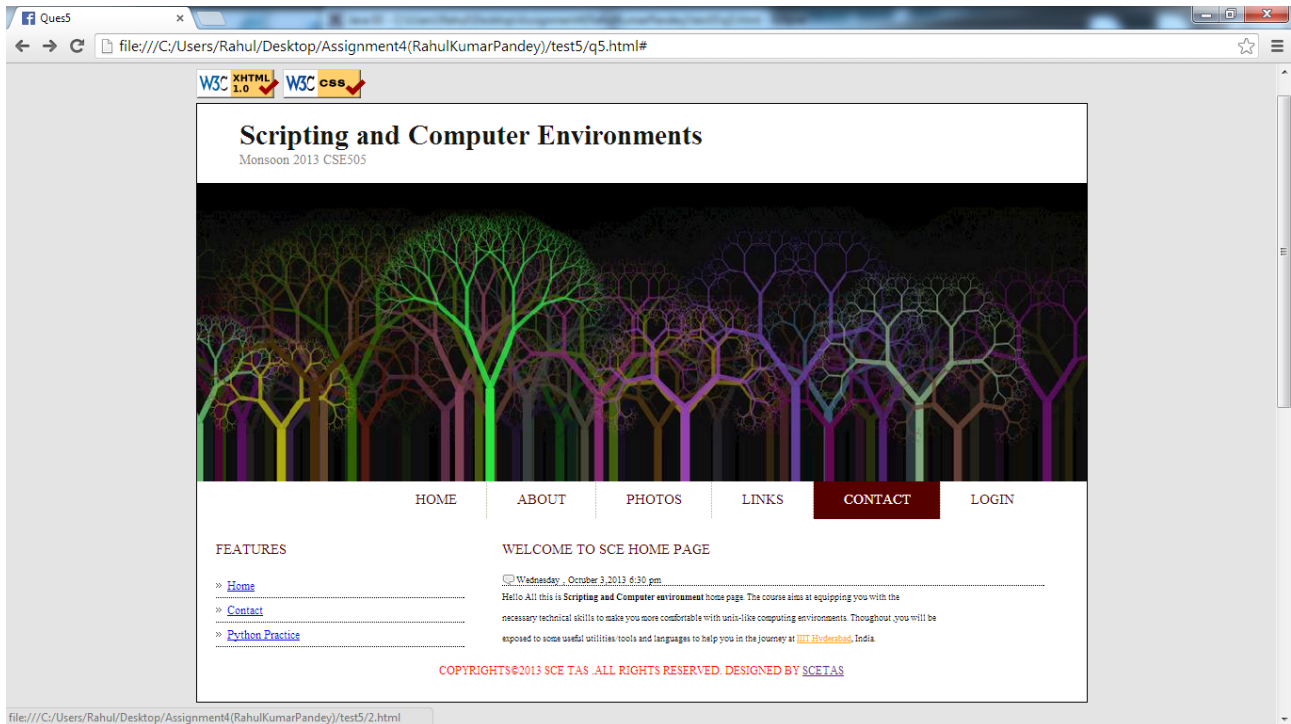 Ques5
file:///C:/Users/Rahul/Desktop/Assignment4(RahulKumarPandey)/test5/q5.html#
W3C XHTML 1.0 W3C css
Scripting and Computer Environments
Monsoon 2013 CSE505
HOME ABOUT PHOTOS LINKS CONTACT LOGIN
FEATURES
» Home
» Contact
» Python Practice
WELCOME TO SCE HOME PAGE
Wednesday , Octuber 3,2013 6:30 pm
Hello All this is Scripting and Computer environment home page. The course aims at equipping you with the
necessary technical skills to make you more comfortable with unix-like computing environments. Thoughout ,you will be
exposed to some useful utilities/tools and languages to help you in the journey at IIIT Hyderabad, India.
COPYRIGHTS©2013 SCE TAS .ALL RIGHTS RESERVED. DESIGNED BY SCETAS
file:///C:/Users/Rahul/Desktop/Assignment4(RahulKumarPandey)/test5/2.html